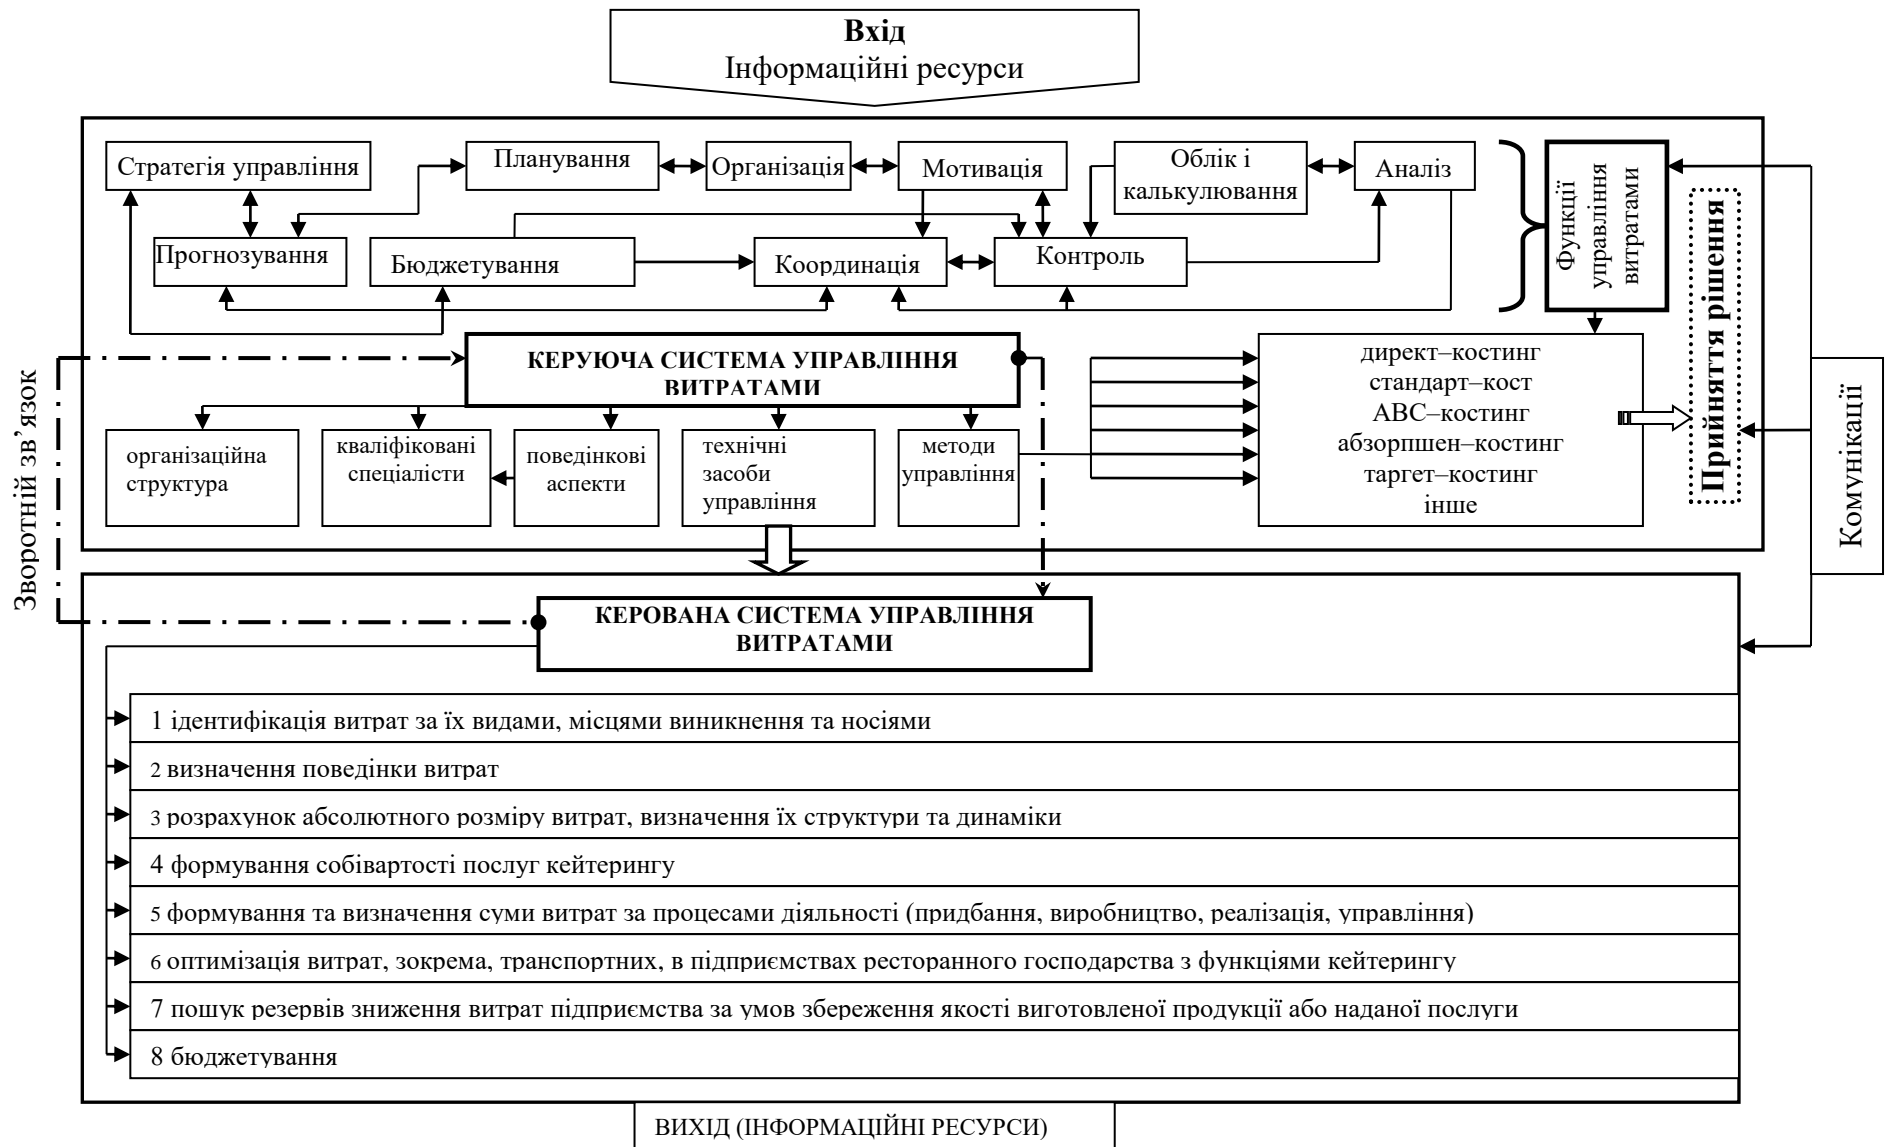 Вхід
Інформаційні ресурси
Стратегія управління
Планування
Організація
Мотивація
Облік і
калькулювання
Аналіз
Функції
управління
витратами
Прийняття рішення
Прогнозування
Бюджетування
Координація
Контроль
КЕРУЮЧА СИСТЕМА УПРАВЛІННЯ
ВИТРАТАМИ
директ–костинг
стандарт–кост
АВС–костинг
абзорпшен–костинг
таргет–костинг
інше
організаційна
структура
кваліфіковані
спеціалісти
поведінкові
аспекти
технічні
засоби
управління
методи
управління
Зворотній зв’язок
Комунікації
КЕРОВАНА СИСТЕМА УПРАВЛІННЯ
ВИТРАТАМИ
1 ідентифікація витрат за їх видами, місцями виникнення та носіями
2 визначення поведінки витрат
3 розрахунок абсолютного розміру витрат, визначення їх структури та динаміки
4 формування собівартості послуг кейтерингу
5 формування та визначення суми витрат за процесами діяльності (придбання, виробництво, реалізація, управління)
6 оптимізація витрат, зокрема, транспортних, в підприємствах ресторанного господарства з функціями кейтерингу
7 пошук резервів зниження витрат підприємства за умов збереження якості виготовленої продукції або наданої послуги
8 бюджетування
ВИХІД (ІНФОРМАЦІЙНІ РЕСУРСИ)